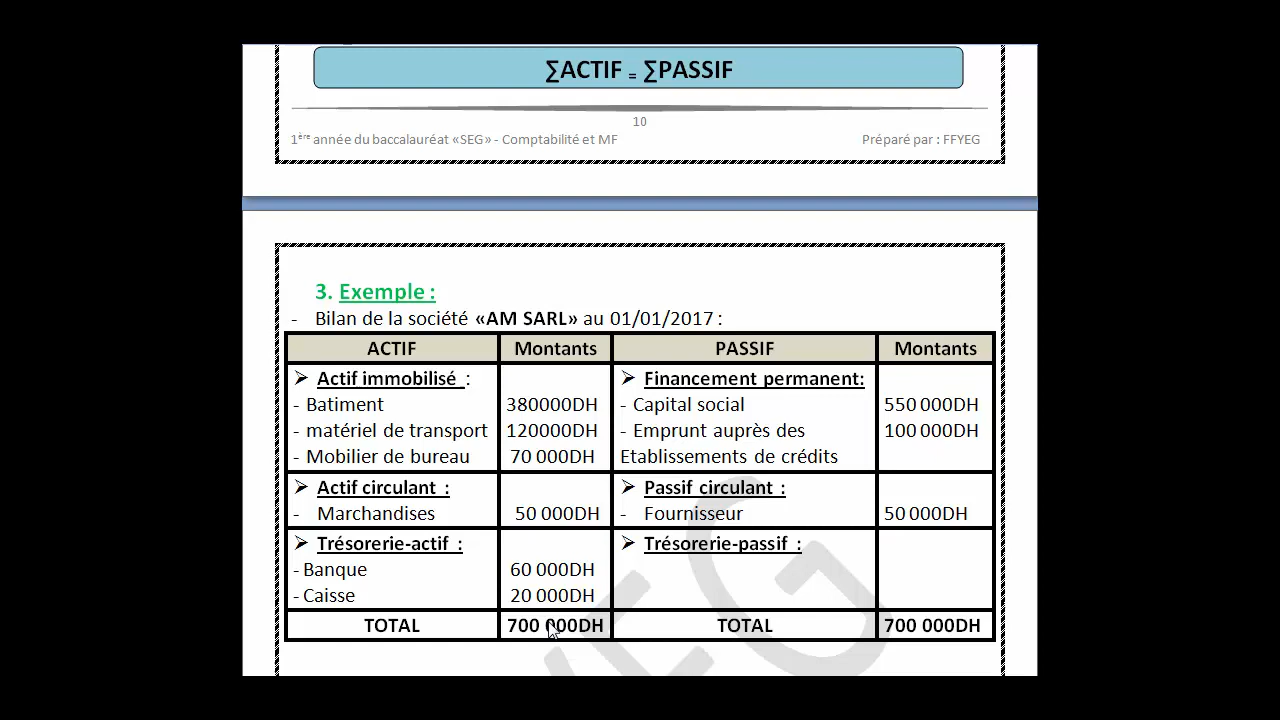 ∑ACTIF = ∑PASSIF
10
1ère année du baccalauréat «SEG» - Comptabilité et MF Préparé par : FFYEG
3. Exemple :
- Bilan de la société «AM SARL» au 01/01/2017 :
ACTIF Montants PASSIF Montants
➢ Actif immobilisé : ➢ Financement permanent:
- Batiment 380000DH - Capital social 550 000DH
- matériel de transport 120000DH - Emprunt auprès des 100 000DH
- Mobilier de bureau 70 000DH Etablissements de crédits
➢ Actif circulant : ➢ Passif circulant :
- Marchandises 50 000DH - Fournisseur 50 000DH
➢ Trésorerie-actif : ➢ Trésorerie-passif :
- Banque 60 000DH
- Caisse 20 000DH
TOTAL 700 000DH TOTAL 700 000DH